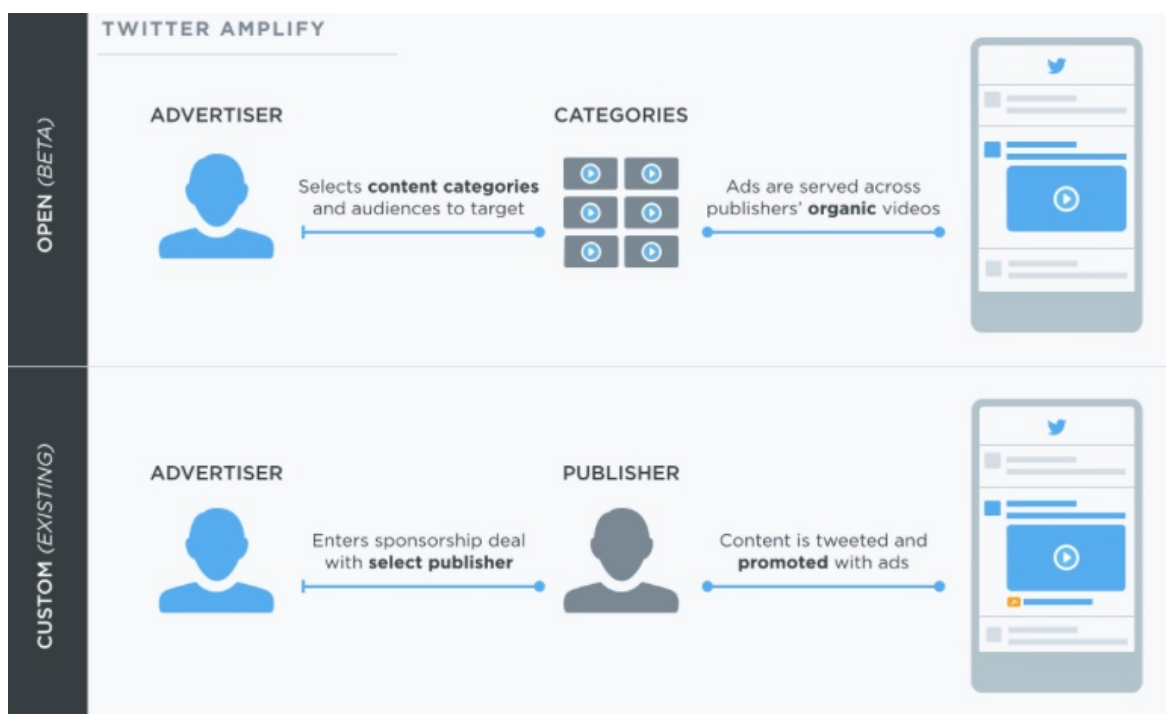 TWITTER AMPLIFY
OPEN (BETA)
ADVERTISER
Selects content categories
and audiences to target
CATEGORIES
Ads are served across
publishers' organic videos
CUSTOM (EXISTING)
ADVERTISER
Enters sponsorship deal
with select publisher
PUBLISHER
Content is tweeted and
promoted with ads